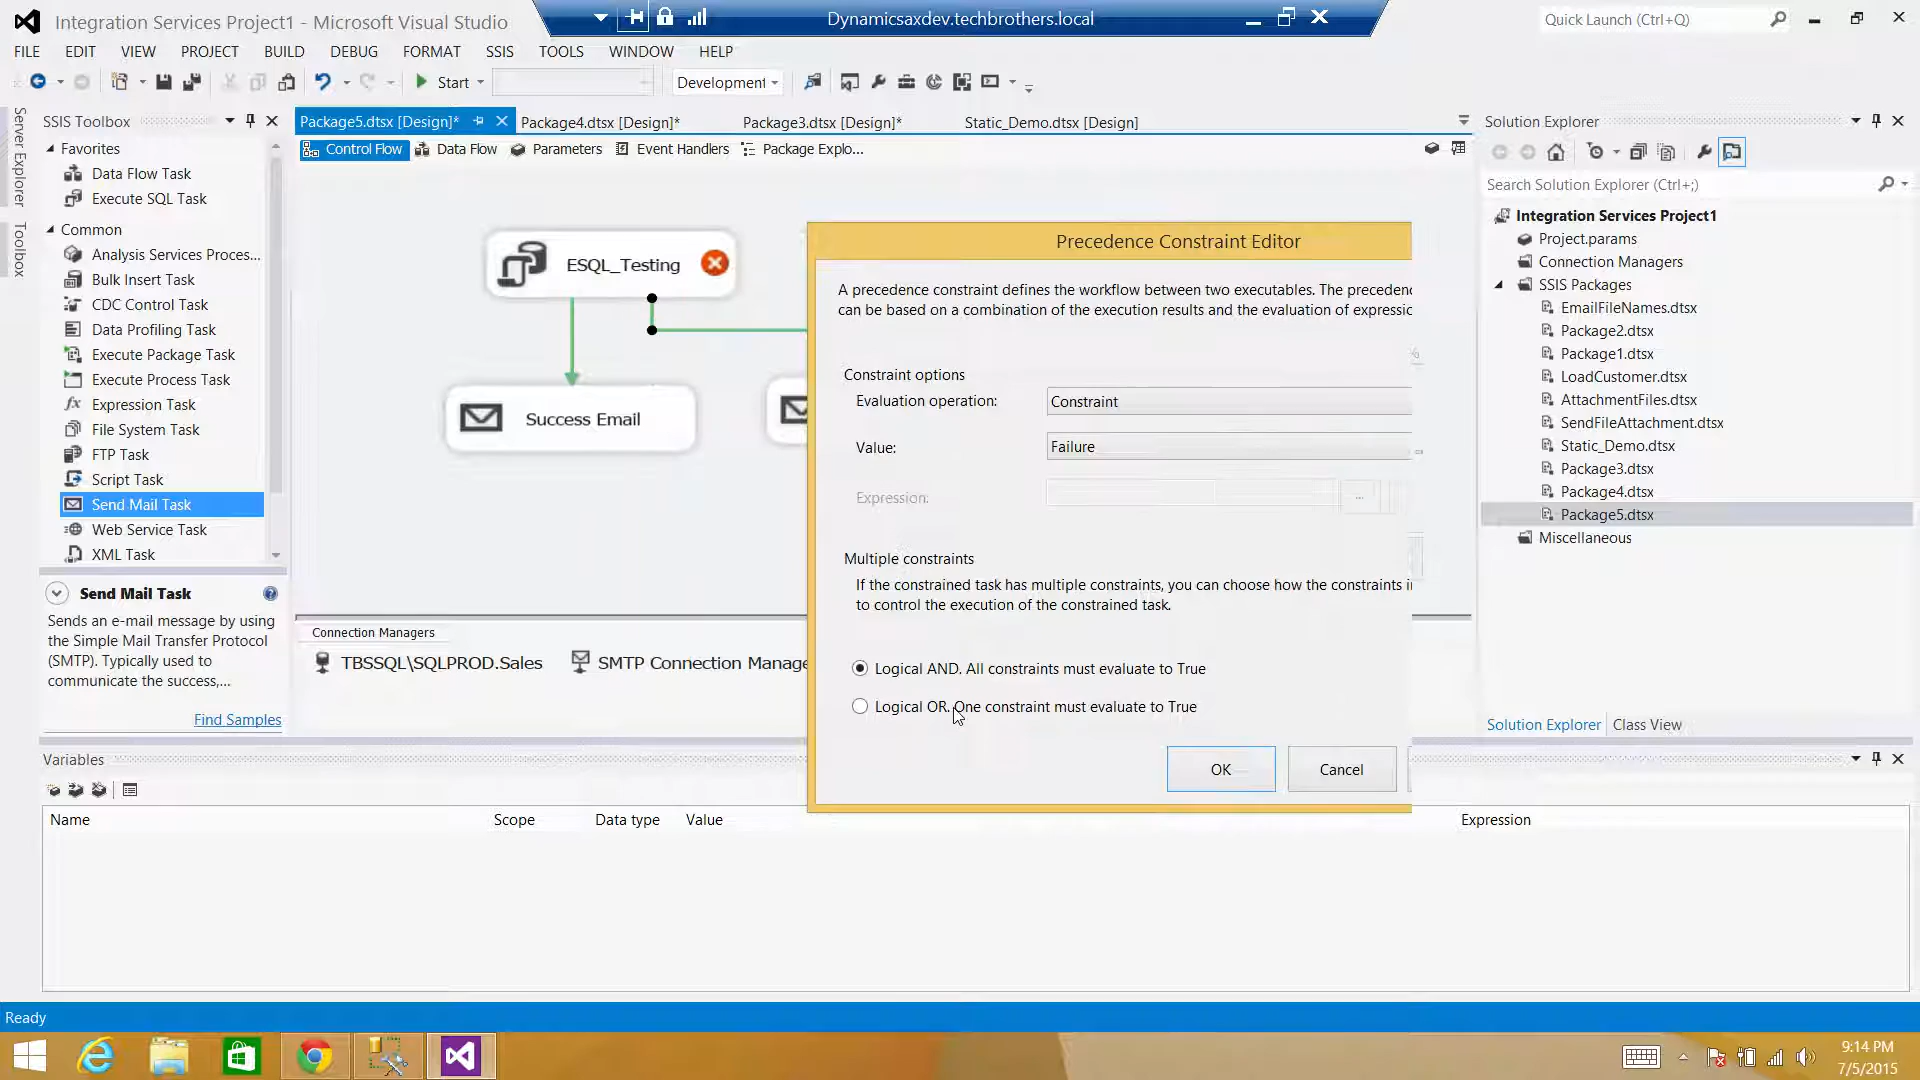 Integration Services Project1 - Microsoft Visual Studio
Dynamicsaxdev.techbrothers.local
Quick Launch (Ctrl+Q)
FILE EDIT VIEW PROJECT BUILD DEBUG FORMAT SSIS TOOLS WINDOW HELP
Start
Development
Server Explorer
Toolbox
SSIS Toolbox
Favorites
Data Flow Task
Execute SQL Task
Common
Analysis Services Proces...
Bulk Insert Task
CDC Control Task
Data Profiling Task
Execute Package Task
Execute Process Task
Expression Task
File System Task
FTP Task
Script Task
Send Mail Task
Web Service Task
XML Task
Send Mail Task
Sends an e-mail message by using
the Simple Mail Transfer Protocol
(SMTP). Typically used to
communicate the success,...
Find Samples
Package5.dtsx [Design]* Package4.dtsx [Design]* Package3.dtsx [Design]* Static_Demo.dtsx [Design]
Control Flow Data Flow Parameters Event Handlers Package Explo...
ESQL_Testing
Success Email
Connection Managers
TBSSQL\SQLPROD.Sales SMTP Connection Manage
Precedence Constraint Editor
A precedence constraint defines the workflow between two executables. The precedenc
can be based on a combination of the execution results and the evaluation of expressio
Constraint options
Evaluation operation: Constraint
Value: Failure
Expression: ...
Multiple constraints
If the constrained task has multiple constraints, you can choose how the constraints i
to control the execution of the constrained task.
Logical AND. All constraints must evaluate to True
Logical OR. One constraint must evaluate to True
OK Cancel
Solution Explorer
Search Solution Explorer (Ctrl+;)
Integration Services Project1
Project.params
Connection Managers
SSIS Packages
EmailFileNames.dtsx
Package2.dtsx
Package1.dtsx
LoadCustomer.dtsx
AttachmentFiles.dtsx
SendFileAttachment.dtsx
Static_Demo.dtsx
Package3.dtsx
Package4.dtsx
Package5.dtsx
Miscellaneous
Solution Explorer Class View
Variables
Name Scope Data type Value Expression
Ready
9:14 PM
7/5/2015